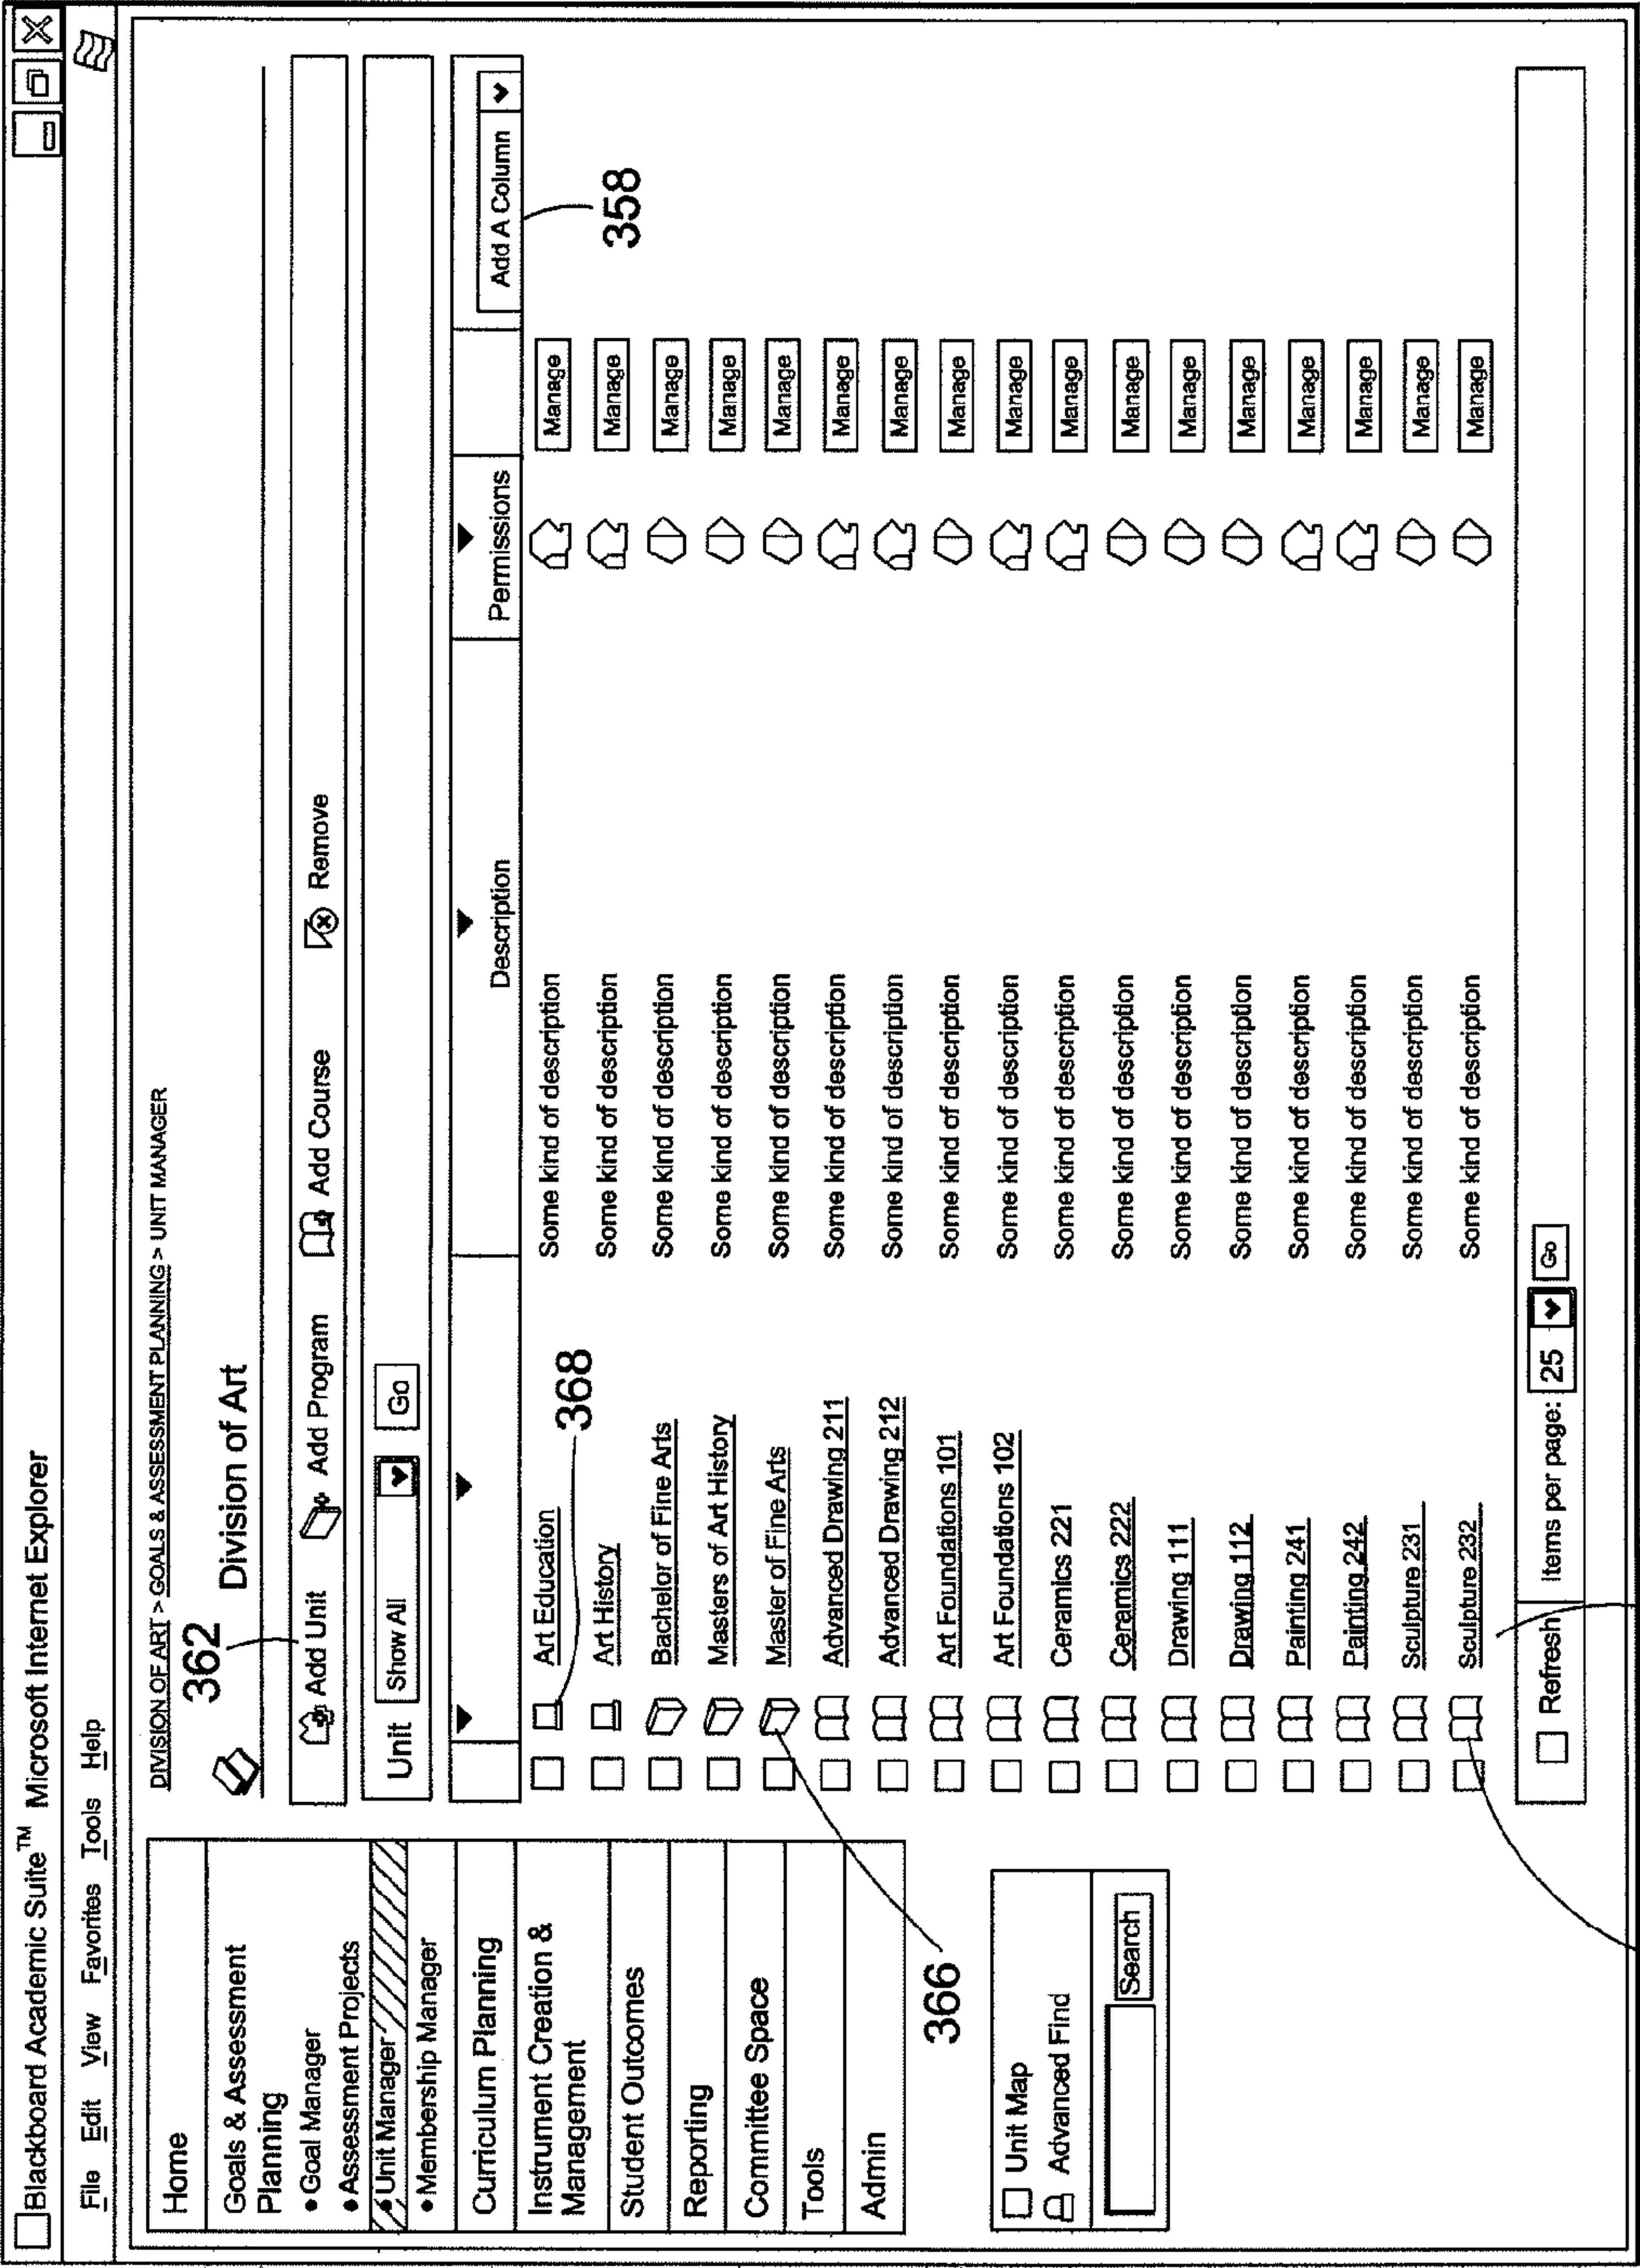 Blackboard Academic Suite™ Microsoft Internet Explorer
File Edit View Favorites Tools Help
Home
Goals & Assessment
Planning
• Goal Manager
• Assessment Projects
• Unit Manager
• Membership Manager
Curriculum Planning
Instrument Creation &
Management
Student Outcomes
Reporting
Committee Space
Tools
Admin
366
Unit Map
Advanced Find
Search
DIVISION OF ART > GOALS & ASSESSMENT PLANNING > UNIT MANAGER
362
Division of Art
Add Unit Add Program Add Course Remove
Unit Show All Go
Description Permissions Add A Column
358
368
Art Education Some kind of description Manage
Art History Some kind of description Manage
Bachelor of Fine Arts Some kind of description Manage
Masters of Art History Some kind of description Manage
Master of Fine Arts Some kind of description Manage
Advanced Drawing 211 Some kind of description Manage
Advanced Drawing 212 Some kind of description Manage
Art Foundations 101 Some kind of description Manage
Art Foundations 102 Some kind of description Manage
Ceramics 221 Some kind of description Manage
Ceramics 222 Some kind of description Manage
Drawing 111 Some kind of description Manage
Drawing 112 Some kind of description Manage
Painting 241 Some kind of description Manage
Painting 242 Some kind of description Manage
Sculpture 231 Some kind of description Manage
Sculpture 232 Some kind of description Manage
Refresh Items per page: 25 Go